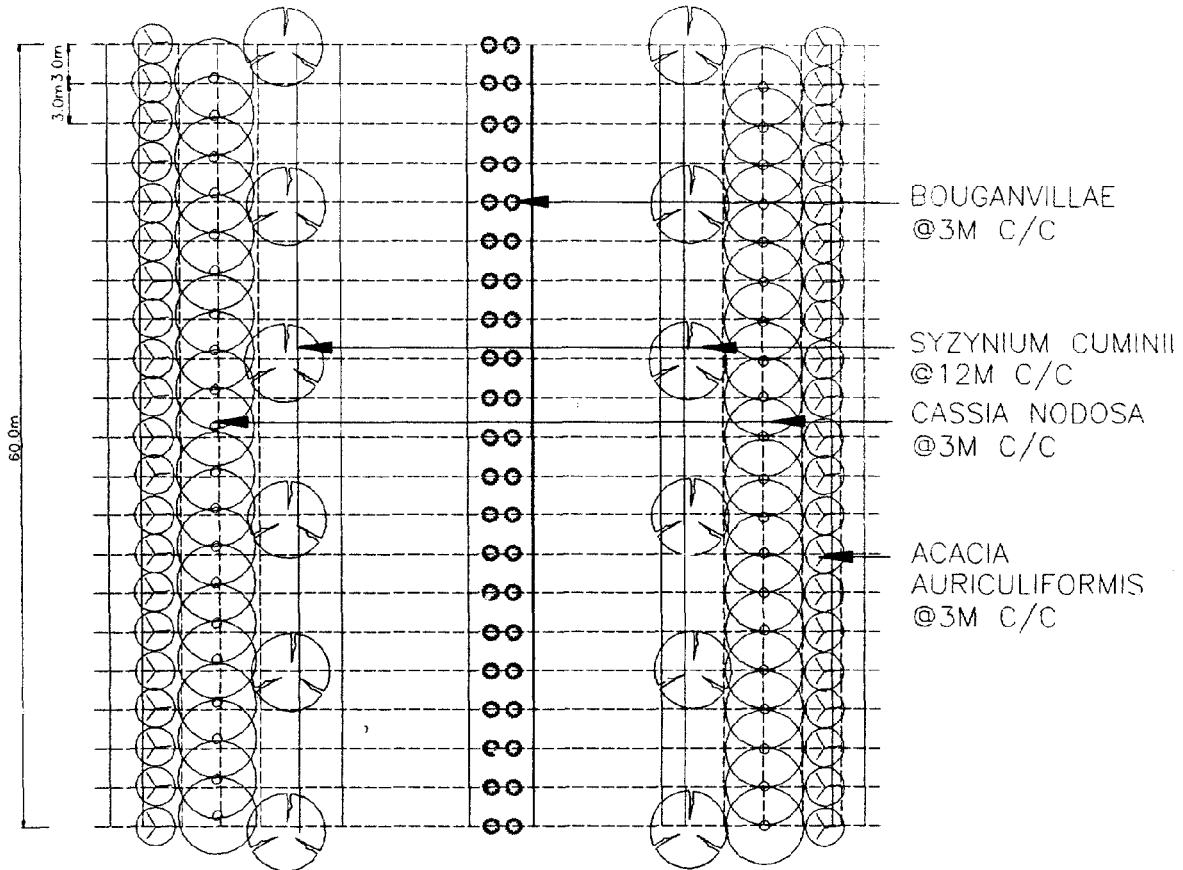 3.0m
3.0m
60.0m
BOUGANVILLAE
@3M C/C
SYZYNIUM CUMINII
@12M C/C
CASSIA NODOSA
@3M C/C
ACACIA
AURICULIFORMIS
@3M C/C